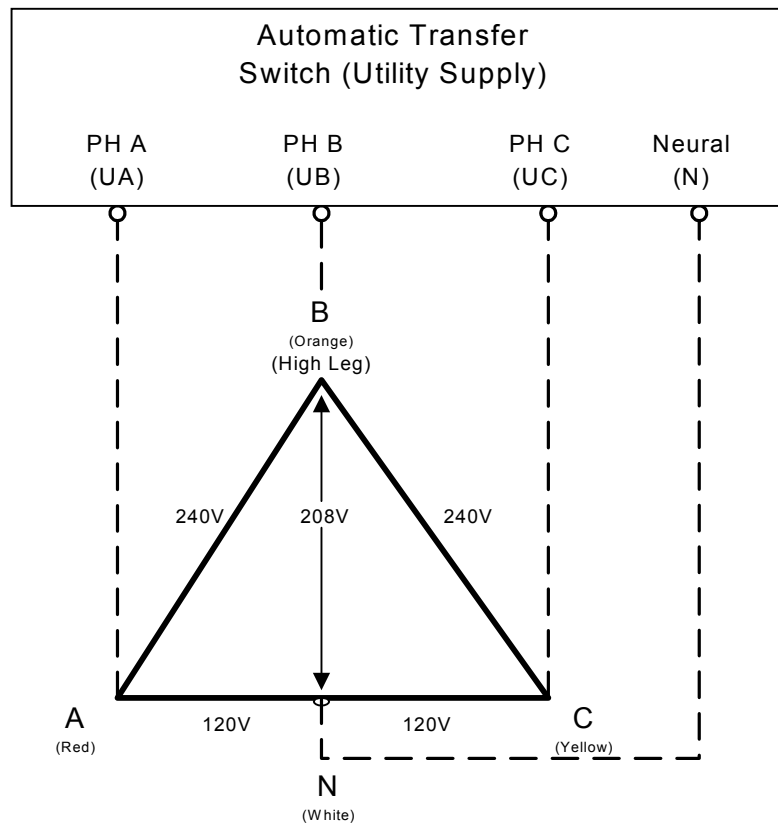 Automatic Transfer
Switch (Utility Supply)
PH A
(UA)
PH B
(UB)
PH C
(UC)
Neural
(N)
B
(Orange)
(High Leg)
240V
208V
240V
A
(Red)
120V
120V
C
(Yellow)
N
(White)